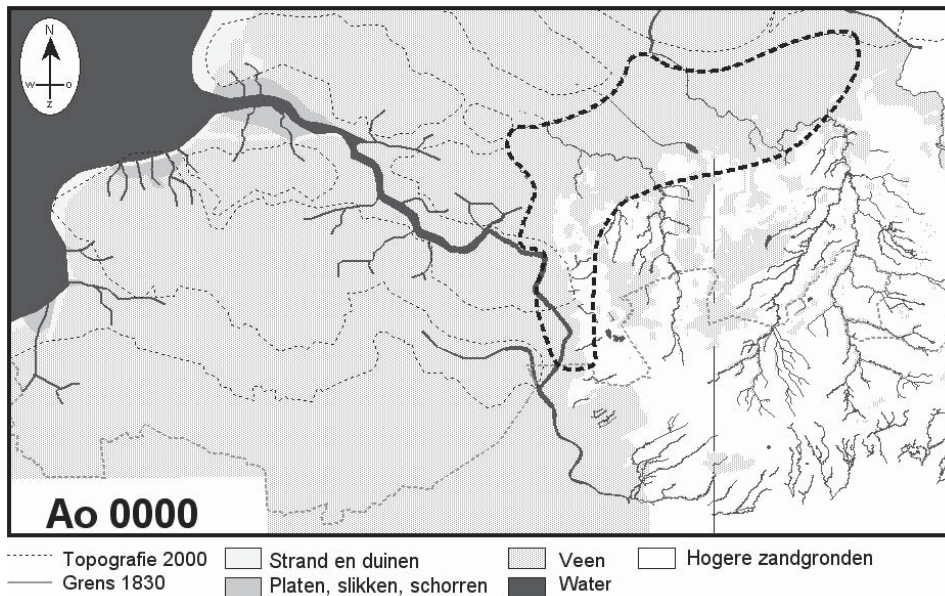 N
W O
Z
Ao 0000
Topografie 2000 Strand en duinen Veen Hogere zandgronden
Grens 1830 Platen, slikken, schorren Water